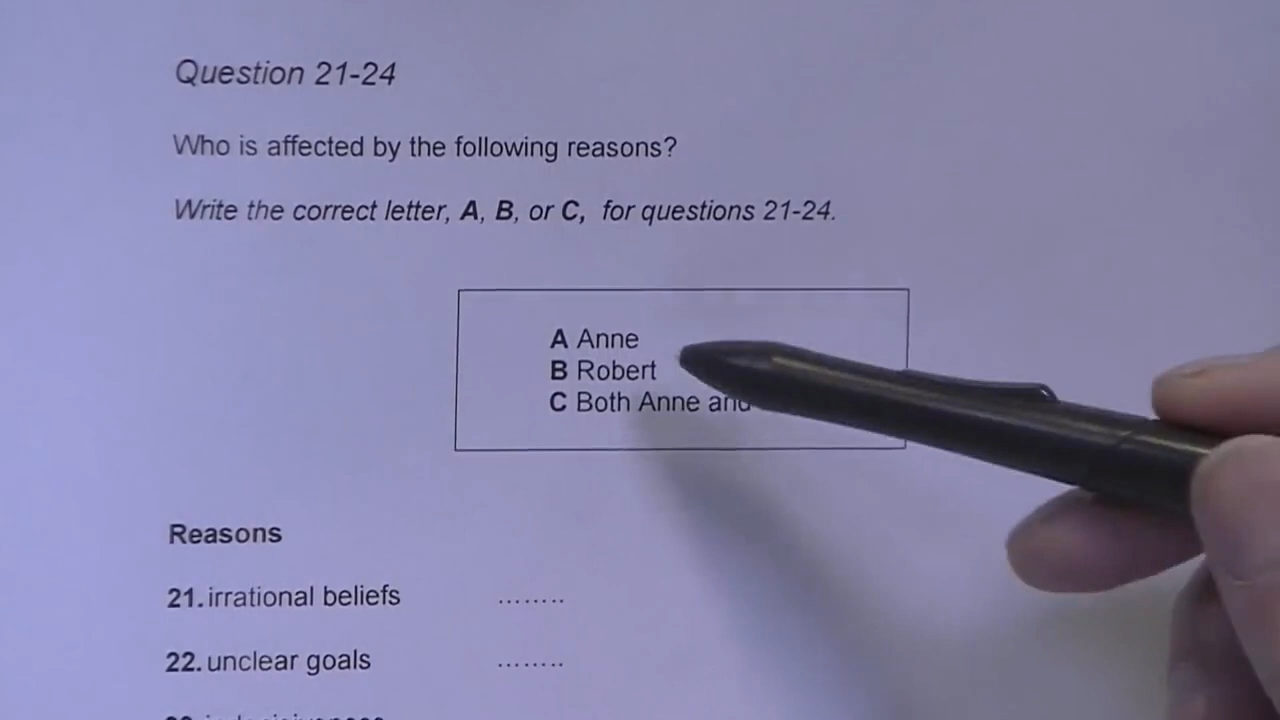 Question 21-24
Who is affected by the following reasons?
Write the correct letter, A, B, or C, for questions 21-24.
A Anne
B Robert
C Both Anne and
Reasons
21. irrational beliefs ........
22. unclear goals ........